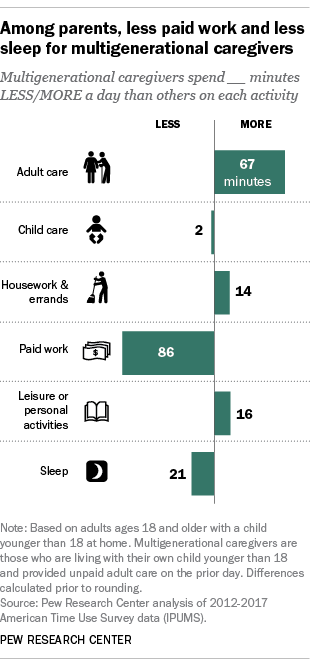 Among parents, less paid work and less
sleep for multigenerational caregivers
Multigenerational caregivers spend __ minutes
LESS/MORE a day than others on each activity
LESS MORE
Adult care 67
minutes
Child care 2
Housework &
errands 14
$
Paid work 86
Leisure or
personal
activities 16
Sleep 21
Note: Based on adults ages 18 and older with a child
younger than 18 at home. Multigenerational caregivers are
those who are living with their own child younger than 18
and provided unpaid adult care on the prior day. Differences
calculated prior to rounding.
Source: Pew Research Center analysis of 2012-2017
American Time Use Survey data (IPUMS).
PEW RESEARCH CENTER